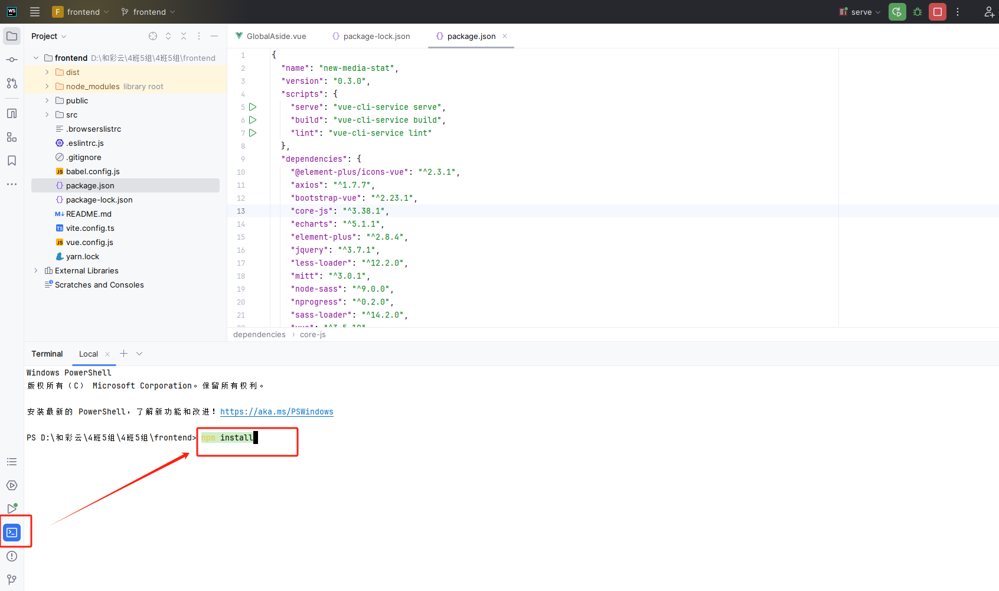 WS
F frontend
frontend
serve
Project
GlobalAside.vue
package-lock.json
package.json
frontend D:\和彩云\4班5组\4班5组\frontend
dist
node_modules library root
public
src
.browserslistrc
.eslintrc.js
.gitignore
JS babel.config.js
package.json
package-lock.json
M↓ README.md
TS vite.config.ts
JS vue.config.js
yarn.lock
External Libraries
Scratches and Consoles
1 {
2 "name": "new-media-stat",
3 "version": "0.3.0",
4 "scripts": {
5 "serve": "vue-cli-service serve",
6 "build": "vue-cli-service build",
7 "lint": "vue-cli-service lint"
8 },
9 "dependencies": {
10 "@element-plus/icons-vue": "^2.3.1",
11 "axios": "^1.7.7",
12 "bootstrap-vue": "^2.23.1",
13 "core-js": "^3.38.1",
14 "echarts": "^5.1.1",
15 "element-plus": "^2.8.4",
16 "jquery": "^3.7.1",
17 "less-loader": "^12.2.0",
18 "mitt": "^3.0.1",
19 "node-sass": "^9.0.0",
20 "nprogress": "^0.2.0",
21 "sass-loader": "^14.2.0",
dependencies › core-js
Terminal
Local
Windows PowerShell
版权所有（C） Microsoft Corporation。保留所有权利。
安装最新的 PowerShell，了解新功能和改进！https://aka.ms/PSWindows
PS D:\和彩云\4班5组\4班5组\frontend> npm install